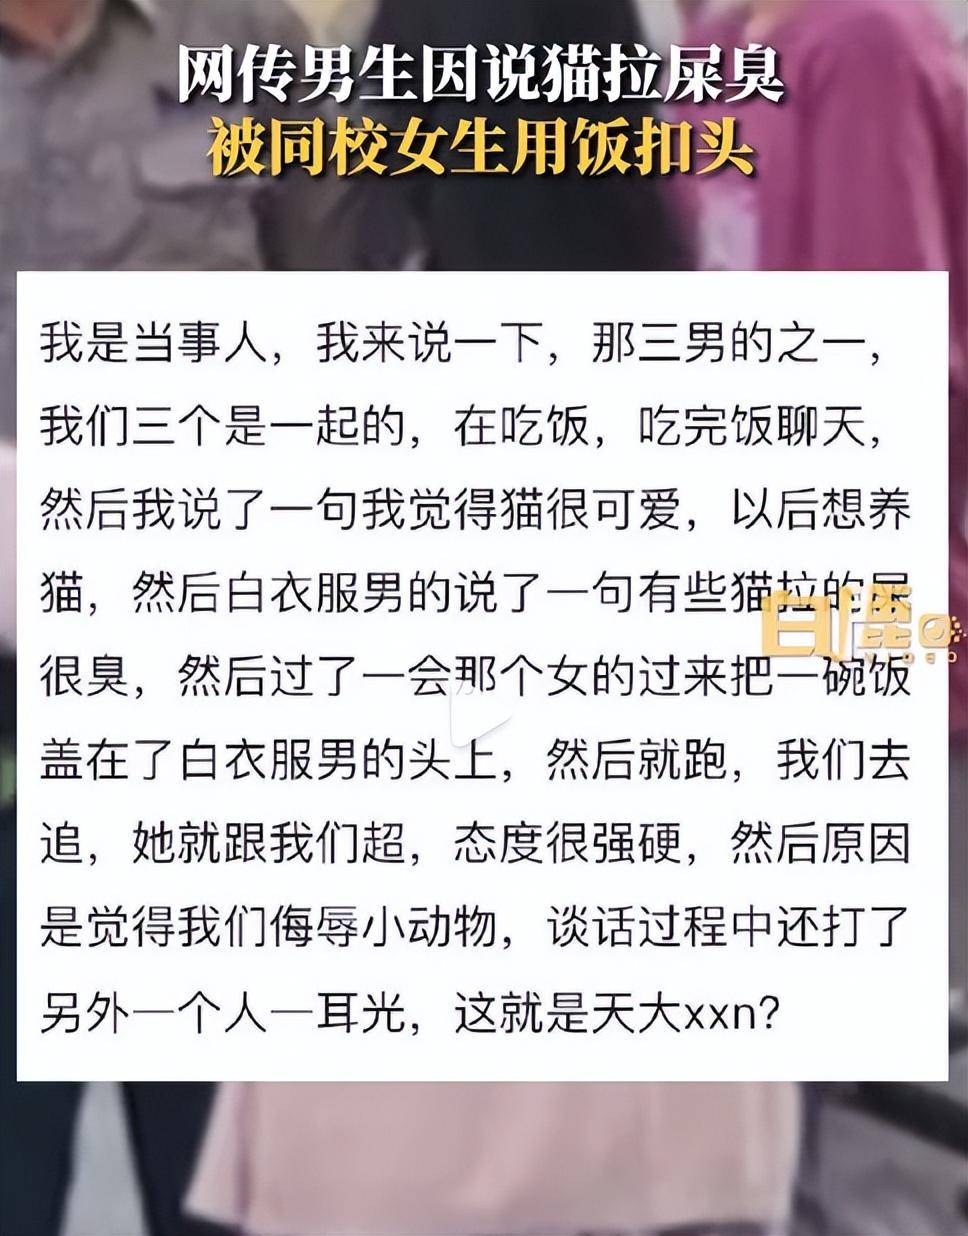 网传男生因说猫拉屎臭
被同校女生用饭扣头
我是当事人，我来说一下，那三男的之一，
我们三个是一起的，在吃饭，吃完饭聊天，
然后我说了一句我觉得猫很可爱，以后想养
猫，然后白衣服男的说了一句有些猫拉的屎
很臭，然后过了一会那个女的过来把一碗饭
盖在了白衣服男的头上，然后就跑，我们去
追，她就跟我们超，态度很强硬，然后原因
是觉得我们侮辱小动物，谈话过程中还打了
另外一个人一耳光，这就是天大xxn？
白鹿
VIDEO